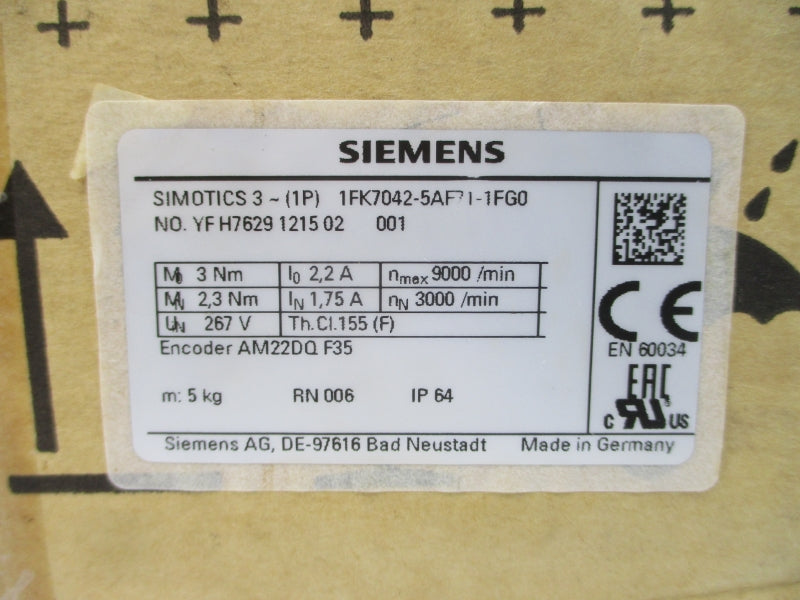 SIEMENS
SIMOTICS 3 ~ (1P) 1FK7042-5AF71-1FG0
NO. YF H7629 1215 02 001
M0 3 Nm I0 2,2 A nmax 9000 /min
MN 2,3 Nm IN 1,75 A nN 3000 /min
UIN 267 V Th.Cl.155 (F)
Encoder AM22DQ F35
m: 5 kg RN 006 IP 64
CE
EN 60034
EAC
c RU US
Siemens AG, DE-97616 Bad Neustadt Made in Germany